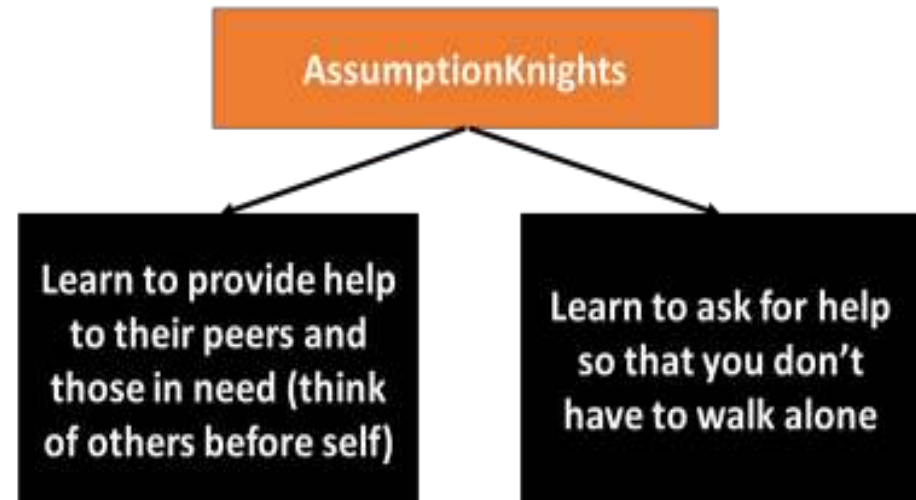 AssumptionKnights
Learn to provide help
to their peers and
those in need (think
of others before self)
Learn to ask for help
so that you don’t
have to walk alone